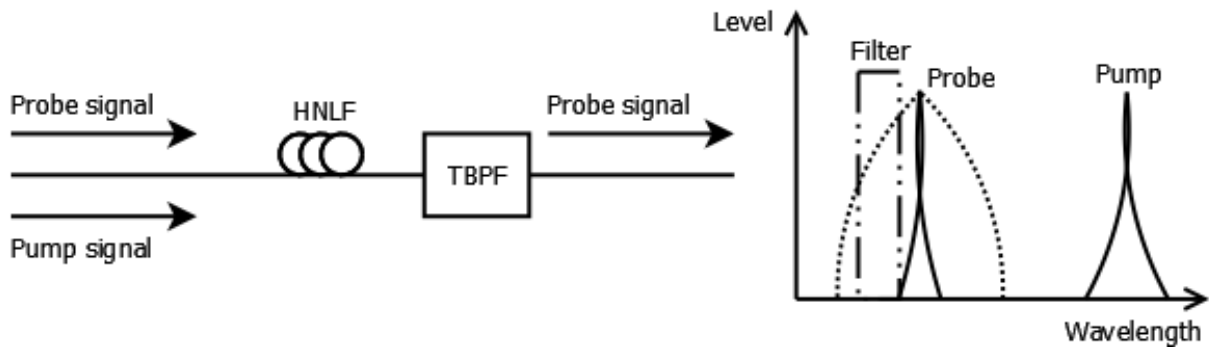 Probe signal
HNLF
Probe signal
TBPF
Pump signal
Level
Filter
Probe
Pump
Wavelength